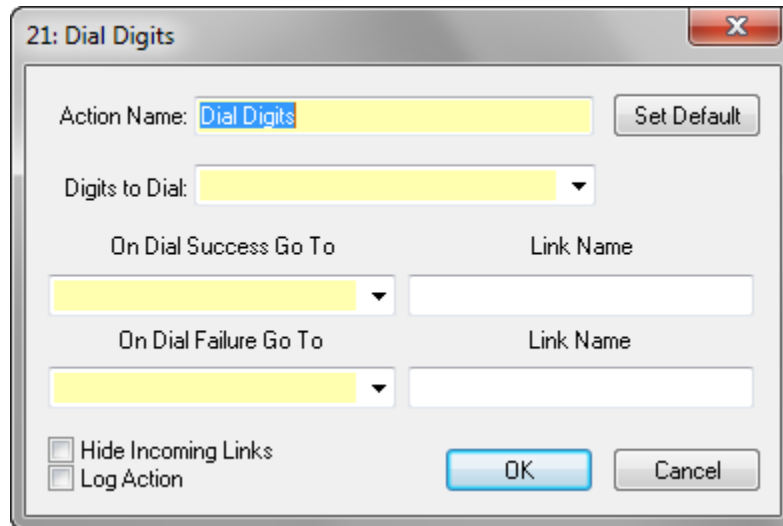 21: Dial Digits
Action Name: Dial Digits Set Default
Digits to Dial:
On Dial Success Go To Link Name
On Dial Failure Go To Link Name
Hide Incoming Links
Log Action
OK Cancel